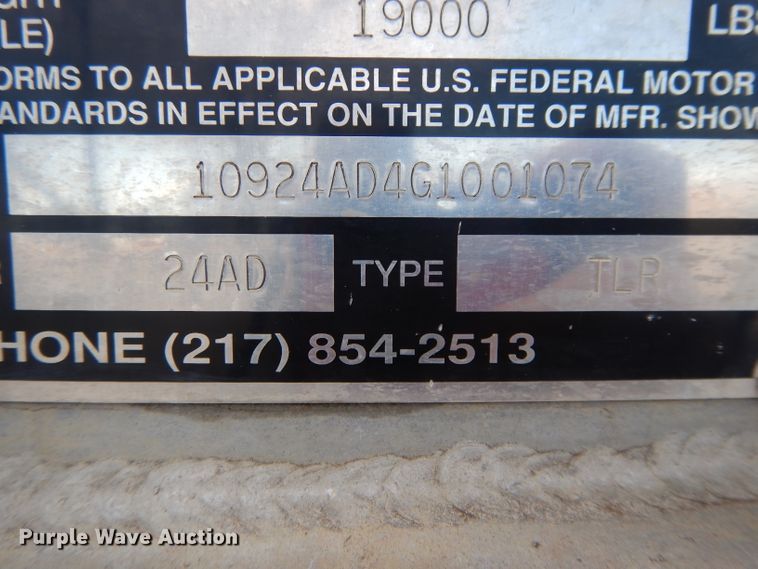 19000 LBS
LE)
ORMS TO ALL APPLICABLE U.S. FEDERAL MOTOR
ANDARDS IN EFFECT ON THE DATE OF MFR. SHOW
10924AD4G1001074
24AD TYPE TLR
HONE (217) 854-2513
Purple Wave Auction